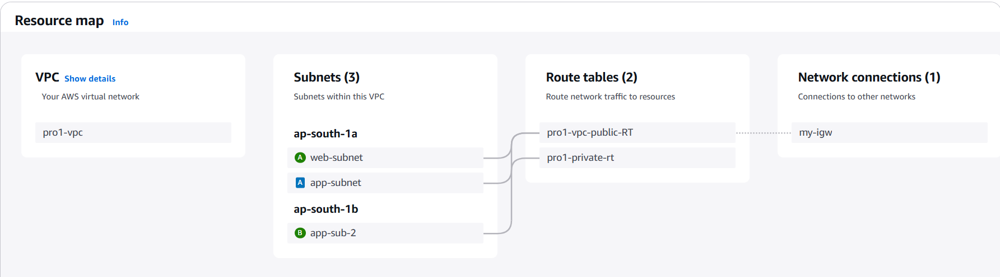 Resource map Info
VPC Show details
Your AWS virtual network
pro1-vpc
Subnets (3)
Subnets within this VPC
ap-south-1a
A web-subnet
A app-subnet
ap-south-1b
B app-sub-2
Route tables (2)
Route network traffic to resources
pro1-vpc-public-RT
pro1-private-rt
Network connections (1)
Connections to other networks
my-igw